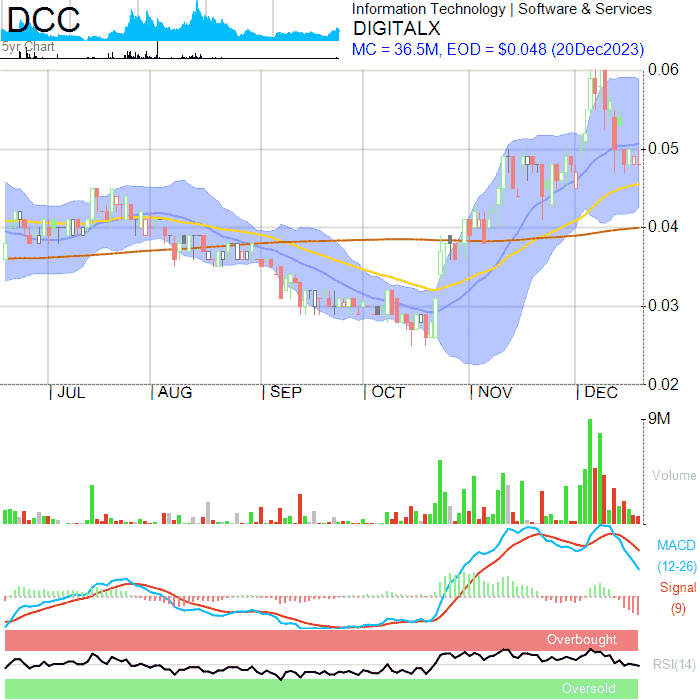 DCC
Information Technology | Software & Services
DIGITALX
5yr Chart
MC = 36.5M, EOD = $0.048 (20Dec2023)
0.06
0.05
0.04
0.03
0.02
JUL AUG SEP OCT NOV DEC
9M
Volume
MACD
(12-26)
Signal
(9)
Overbought
RSI(14)
Oversold